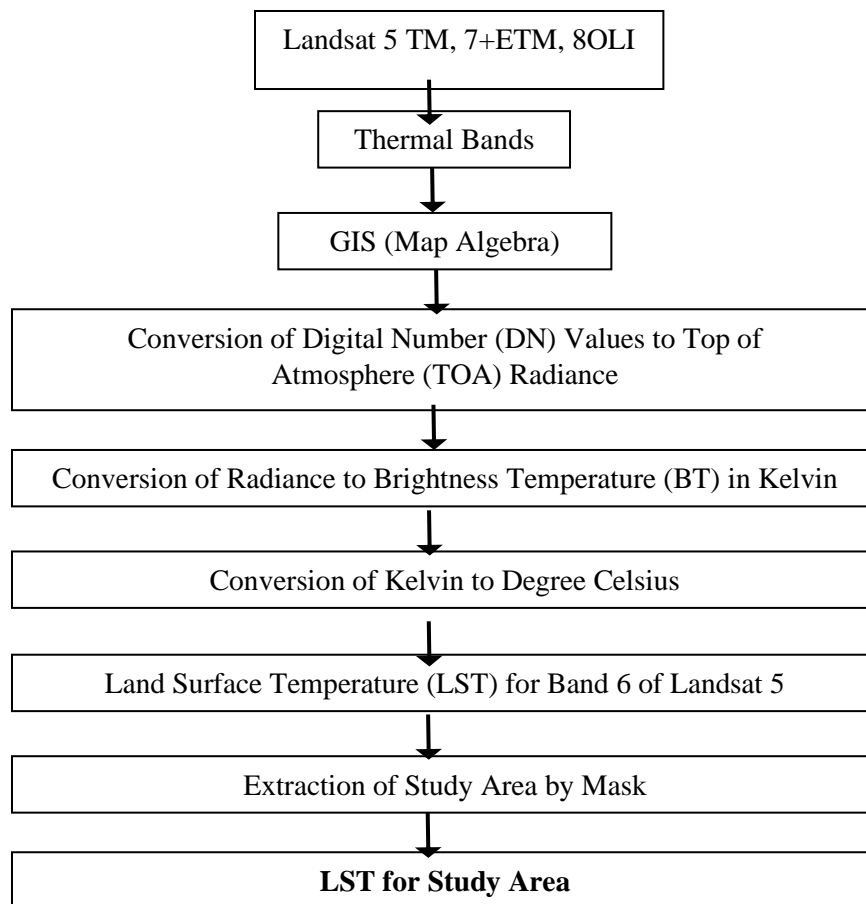 Landsat 5 TM, 7+ETM, 8OLI
Thermal Bands
GIS (Map Algebra)
Conversion of Digital Number (DN) Values to Top of
Atmosphere (TOA) Radiance
Conversion of Radiance to Brightness Temperature (BT) in Kelvin
Conversion of Kelvin to Degree Celsius
Land Surface Temperature (LST) for Band 6 of Landsat 5
Extraction of Study Area by Mask
LST for Study Area